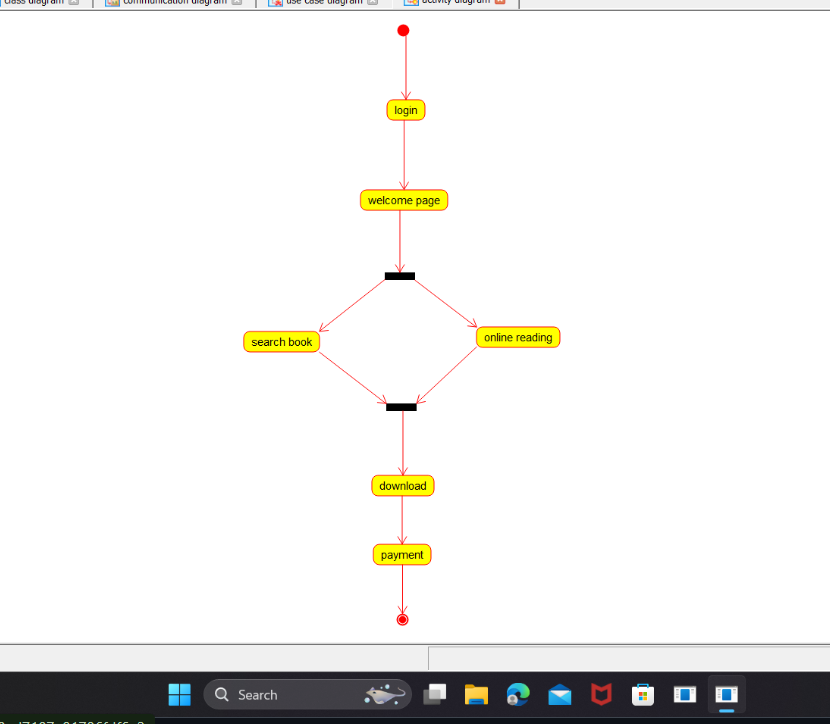 class diagram
communication diagram
use case diagram
activity diagram
login
welcome page
search book
online reading
download
payment
Search